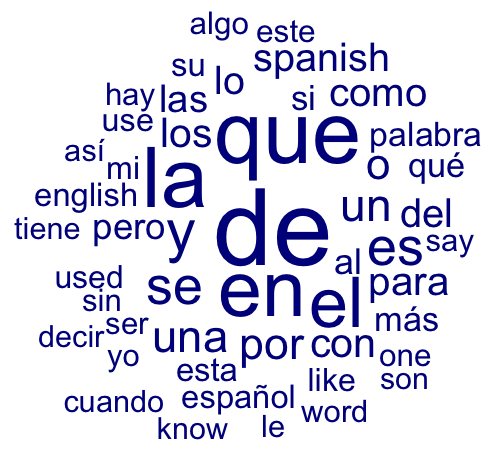 algo este
su lo spanish
hay las si como
use los que palabra
así mi la o qué
english un del
tiene pero y de es say
al
used se en el para
sin más
decir ser una por con one
yo esta like son
cuando español word
know le